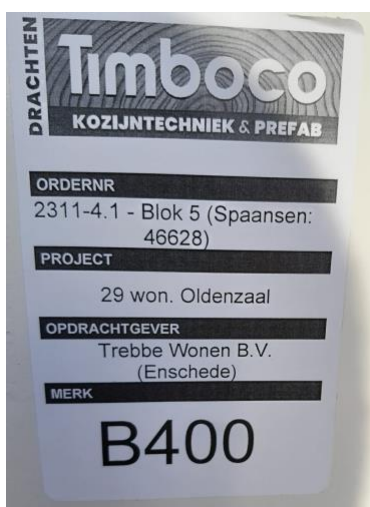 DRACHTEN
Timboco
KOZIJNTECHNIEK & PREFAB
ORDERNR
2311-4.1 - Blok 5 (Spaansen:
46628)
PROJECT
29 won. Oldenzaal
OPDRACHTGEVER
Trebbe Wonen B.V.
(Enschede)
MERK
B400